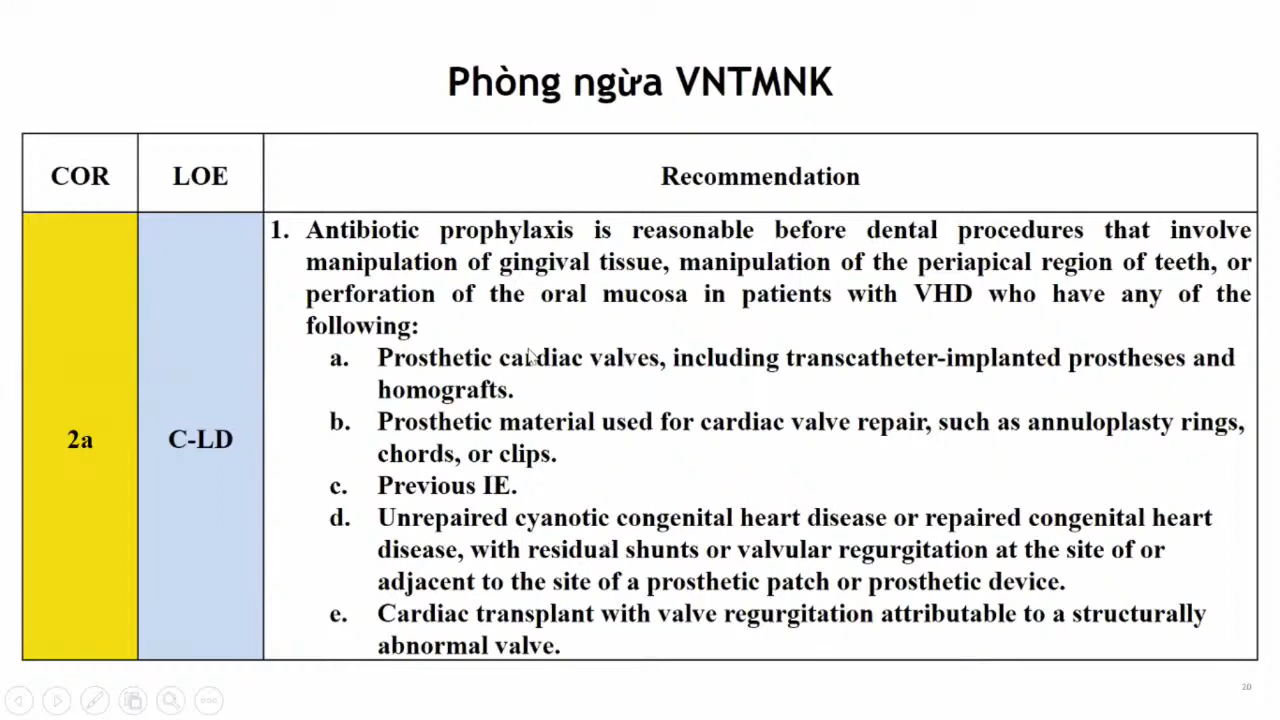 Phòng ngừa VNTMNK
COR
LOE
Recommendation
2a
C-LD
1. Antibiotic prophylaxis is reasonable before dental procedures that involve
manipulation of gingival tissue, manipulation of the periapical region of teeth, or
perforation of the oral mucosa in patients with VHD who have any of the
following:
a. Prosthetic cardiac valves, including transcatheter-implanted prostheses and
homografts.
b. Prosthetic material used for cardiac valve repair, such as annuloplasty rings,
chords, or clips.
c. Previous IE.
d. Unrepaired cyanotic congenital heart disease or repaired congenital heart
disease, with residual shunts or valvular regurgitation at the site of or
adjacent to the site of a prosthetic patch or prosthetic device.
e. Cardiac transplant with valve regurgitation attributable to a structurally
abnormal valve.
20